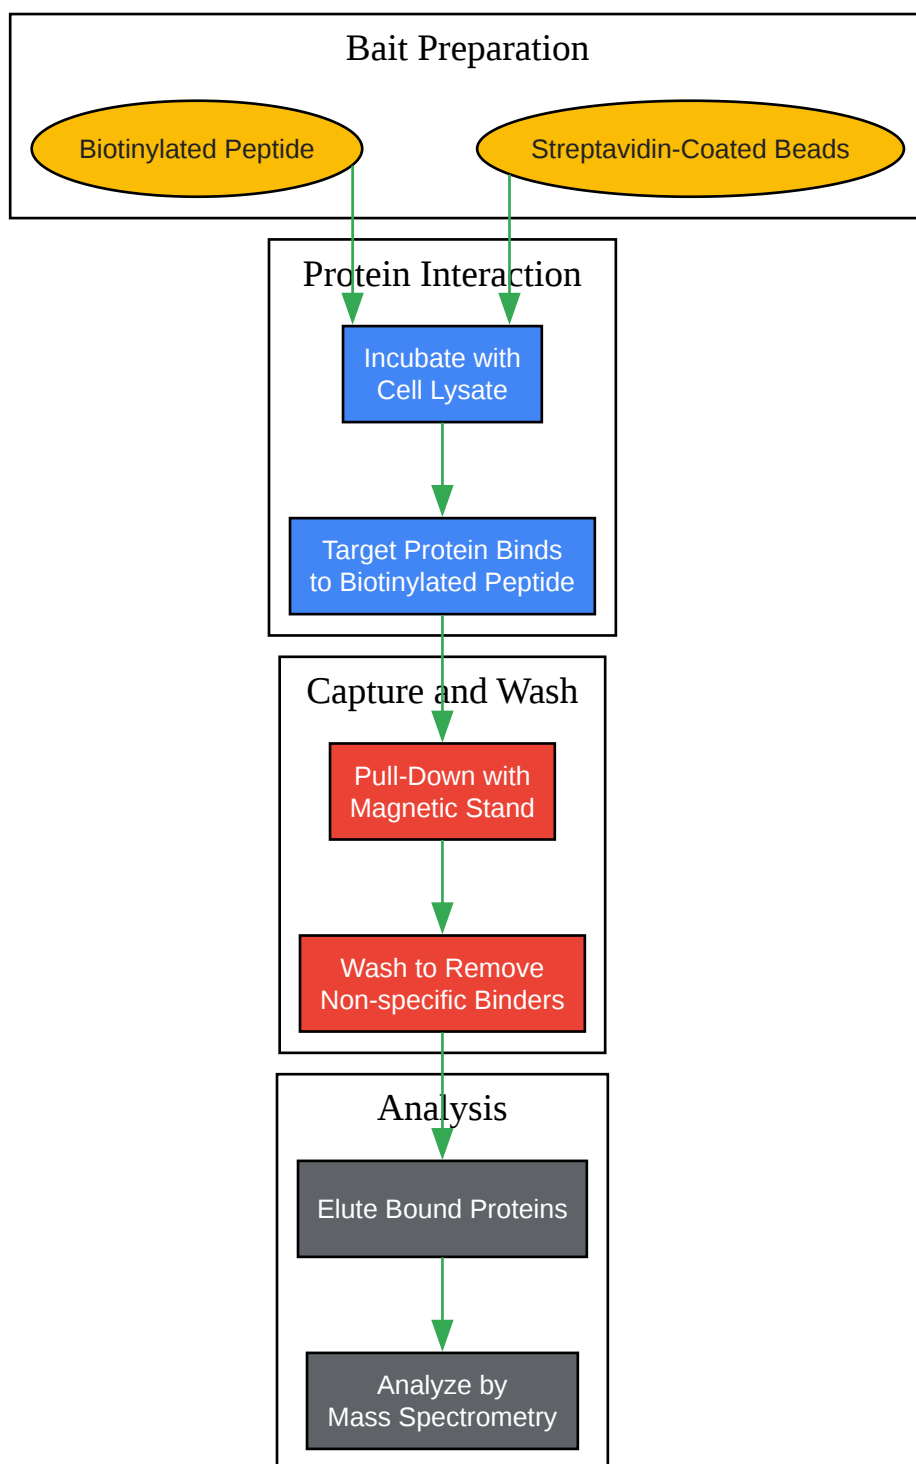 Bait Preparation
Biotinylated Peptide
Streptavidin-Coated Beads
Protein Interaction
Incubate with
Cell Lysate
Target Protein Binds
to Biotinylated Peptide
Capture and Wash
Pull-Down with
Magnetic Stand
Wash to Remove
Non-specific Binders
Analysis
Elute Bound Proteins
Analyze by
Mass Spectrometry